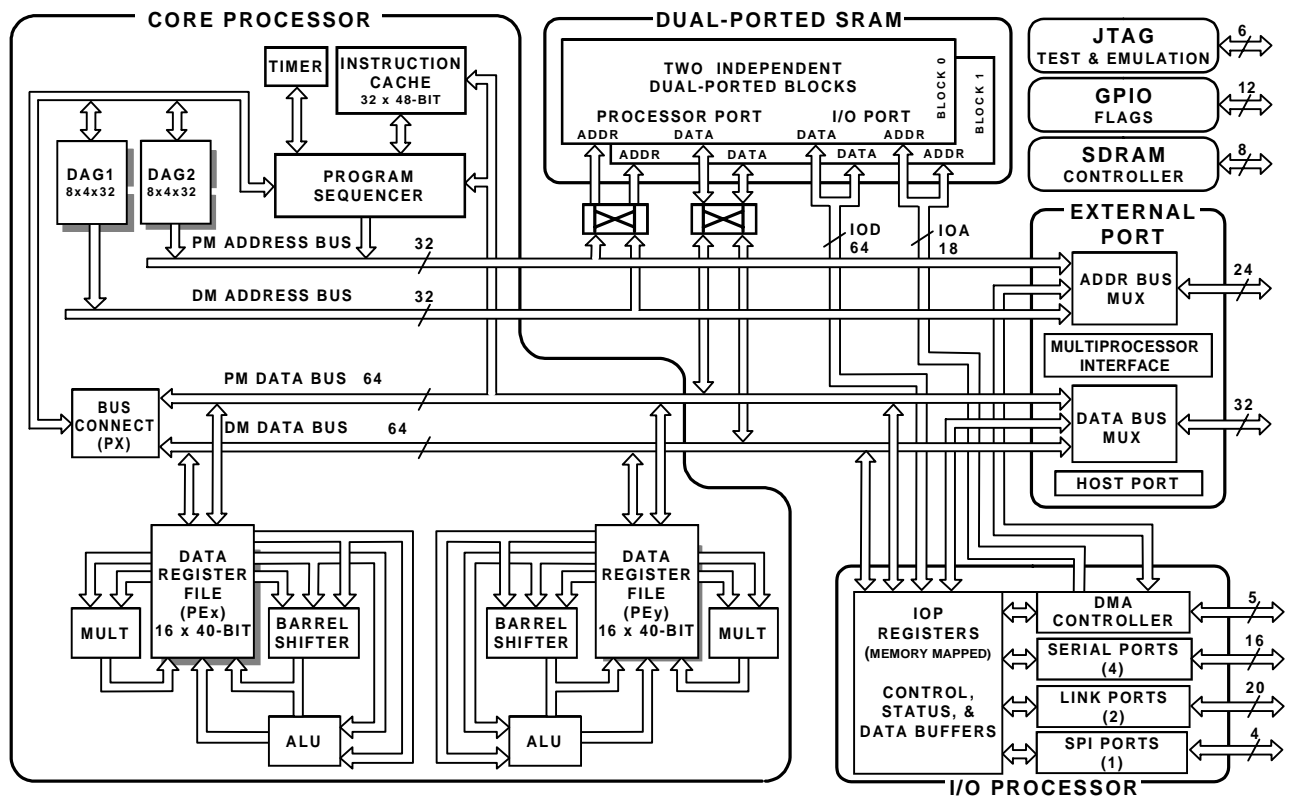 CORE PROCESSOR
TIMER
INSTRUCTION
CACHE
32 x 48-BIT
DAG1
8x4x32
DAG2
8x4x32
PROGRAM
SEQUENCER
PM ADDRESS BUS
32
DM ADDRESS BUS
32
PM DATA BUS 64
DM DATA BUS 64
BUS
CONNECT
(PX)
DATA
REGISTER
FILE
(PEx)
16 x 40-BIT
MULT
BARREL
SHIFTER
ALU
DATA
REGISTER
FILE
(PEy)
16 x 40-BIT
BARREL
SHIFTER
MULT
ALU
DUAL-PORTED SRAM
TWO INDEPENDENT
DUAL-PORTED BLOCKS
PROCESSOR PORT
I/O PORT
ADDR
DATA
DATA
ADDR
BLOCK 0
ADDR
DATA
DATA
ADDR
BLOCK 1
IOD
64
IOA
18
JTAG
TEST & EMULATION
6
GPIO
FLAGS
12
SDRAM
CONTROLLER
8
EXTERNAL
PORT
ADDR BUS
MUX
24
MULTIPROCESSOR
INTERFACE
DATA BUS
MUX
32
HOST PORT
IOP
REGISTERS
(MEMORY MAPPED)
CONTROL,
STATUS, &
DATA BUFFERS
DMA
CONTROLLER
5
SERIAL PORTS
(4)
16
LINK PORTS
(2)
20
SPI PORTS
(1)
4
I/O PROCESSOR